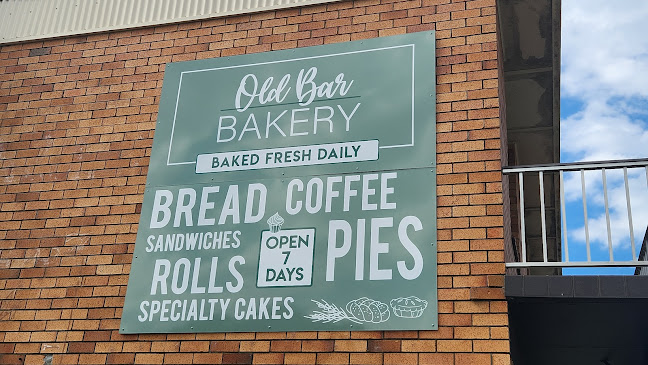 Old Bar
BAKERY
BAKED FRESH DAILY
BREAD COFFEE
SANDWICHES
OPEN
7
DAYS
PIES
ROLLS
SPECIALTY CAKES